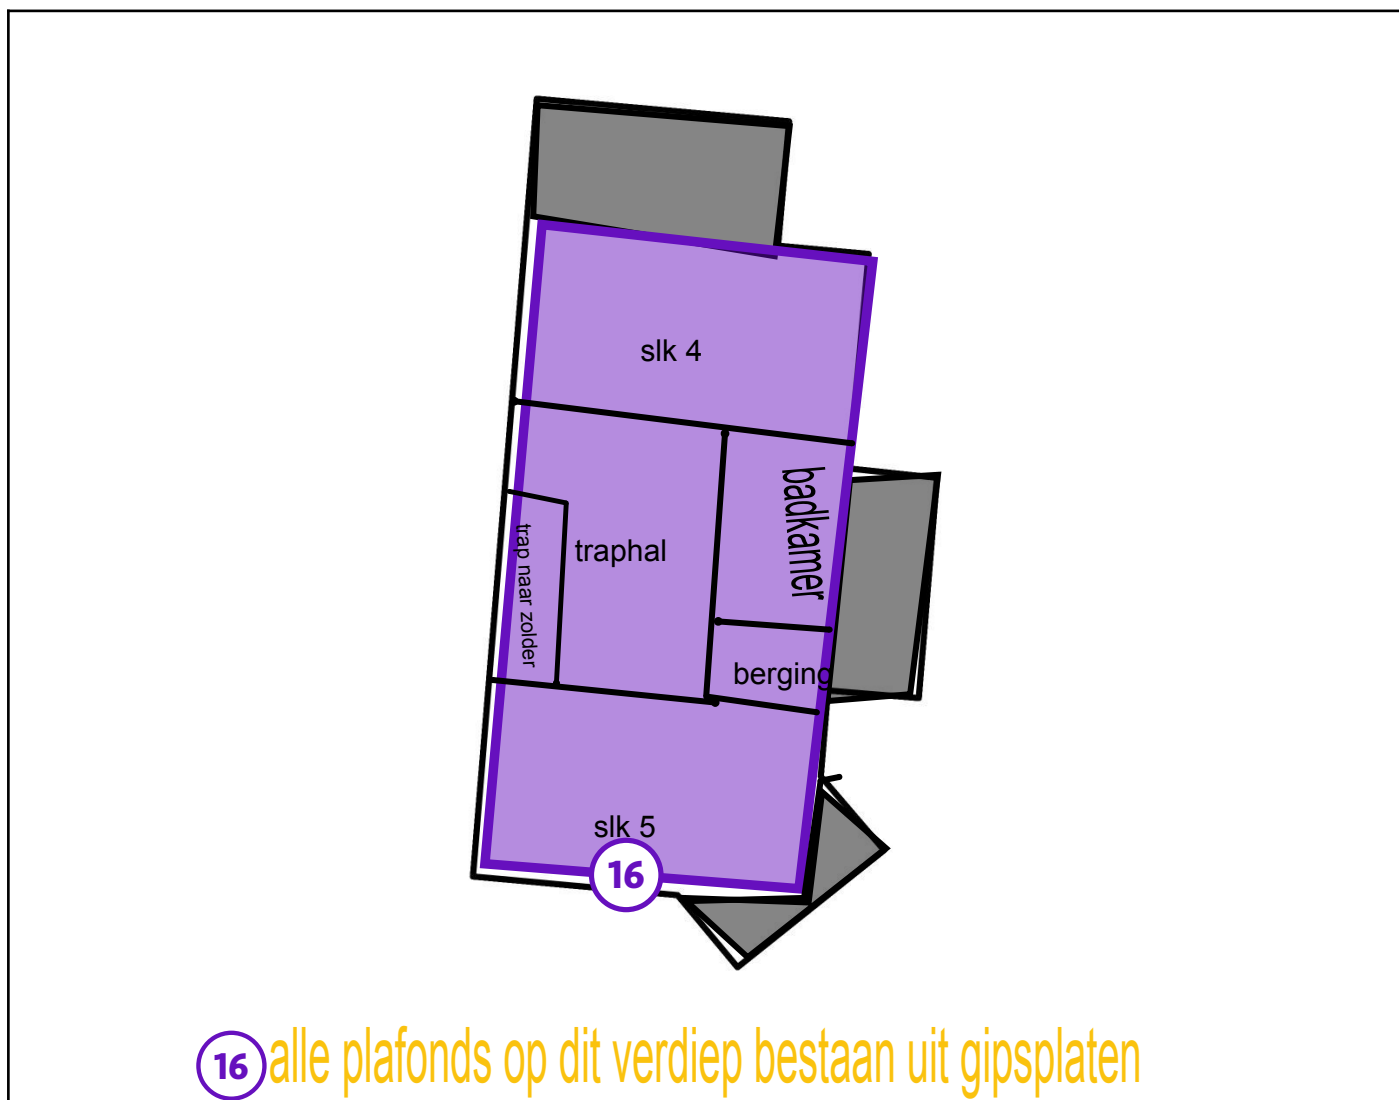 slk 4
badkamer
traphal
trap naar zolder
berging
slk 5
16
16 alle plafonds op dit verdiep bestaan uit gipsplaten